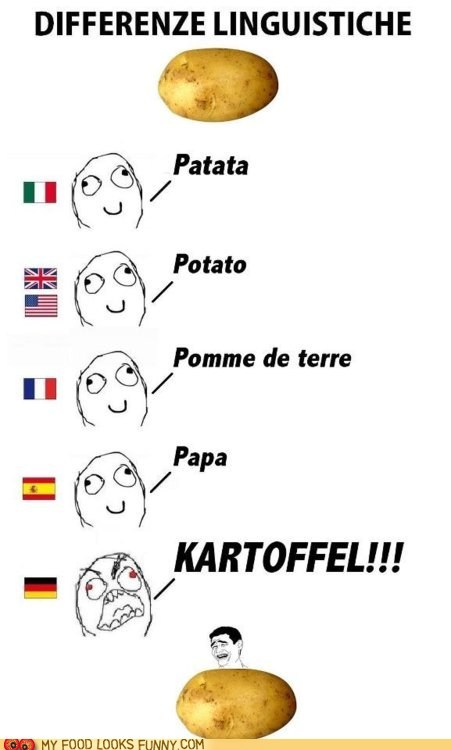 DIFFERENZE LINGUISTICHE
Patata
Potato
Pomme de terre
Papa
KARTOFFEL!!!
MY FOOD LOOKS FUNNY.COM